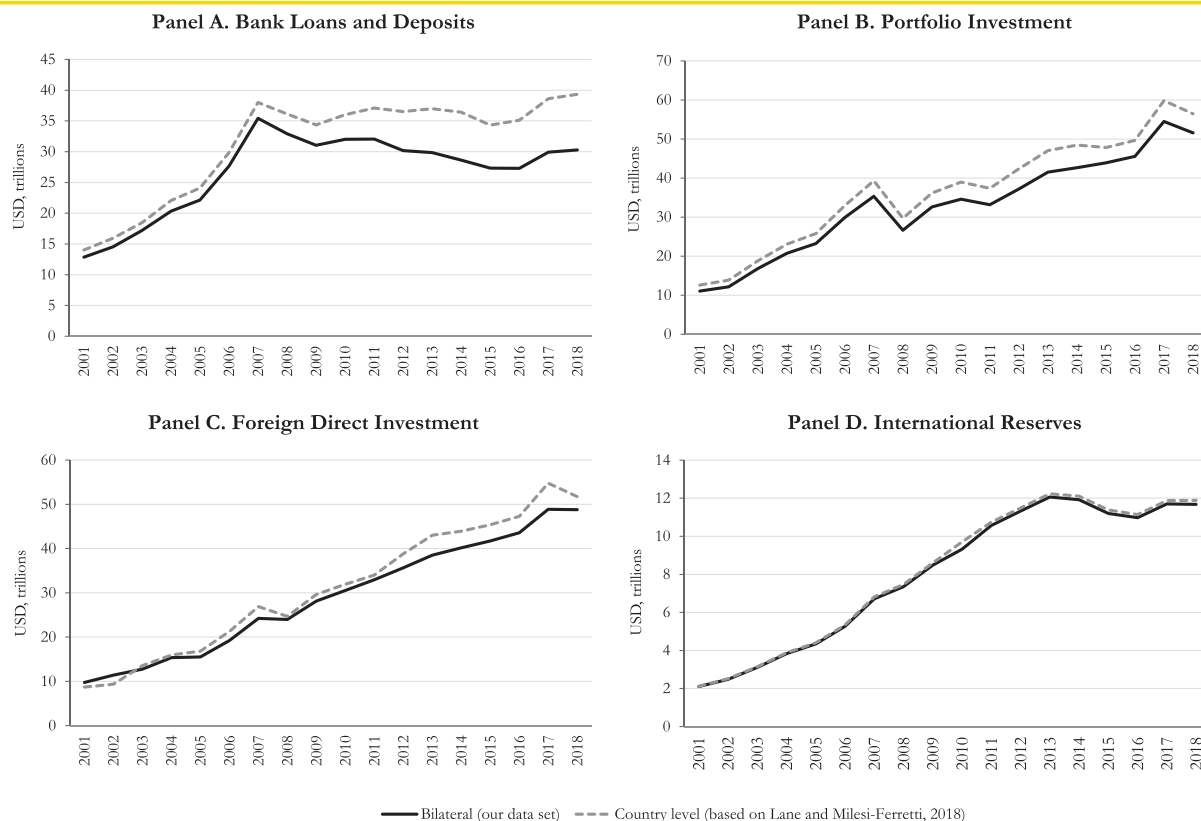 Panel A. Bank Loans and Deposits
USD, trillions
45
40
35
30
25
20
15
10
5
0
2001 2002 2003 2004 2005 2006 2007 2008 2009 2010 2011 2012 2013 2014 2015 2016 2017 2018
Panel B. Portfolio Investment
USD, trillions
70
60
50
40
30
20
10
0
2001 2002 2003 2004 2005 2006 2007 2008 2009 2010 2011 2012 2013 2014 2015 2016 2017 2018
Panel C. Foreign Direct Investment
USD, trillions
60
50
40
30
20
10
0
2001 2002 2003 2004 2005 2006 2007 2008 2009 2010 2011 2012 2013 2014 2015 2016 2017 2018
Panel D. International Reserves
USD, trillions
14
12
10
8
6
4
2
0
2001 2002 2003 2004 2005 2006 2007 2008 2009 2010 2011 2012 2013 2014 2015 2016 2017 2018
Bilateral (our data set) Country level (based on Lane and Milesi-Ferretti, 2018)